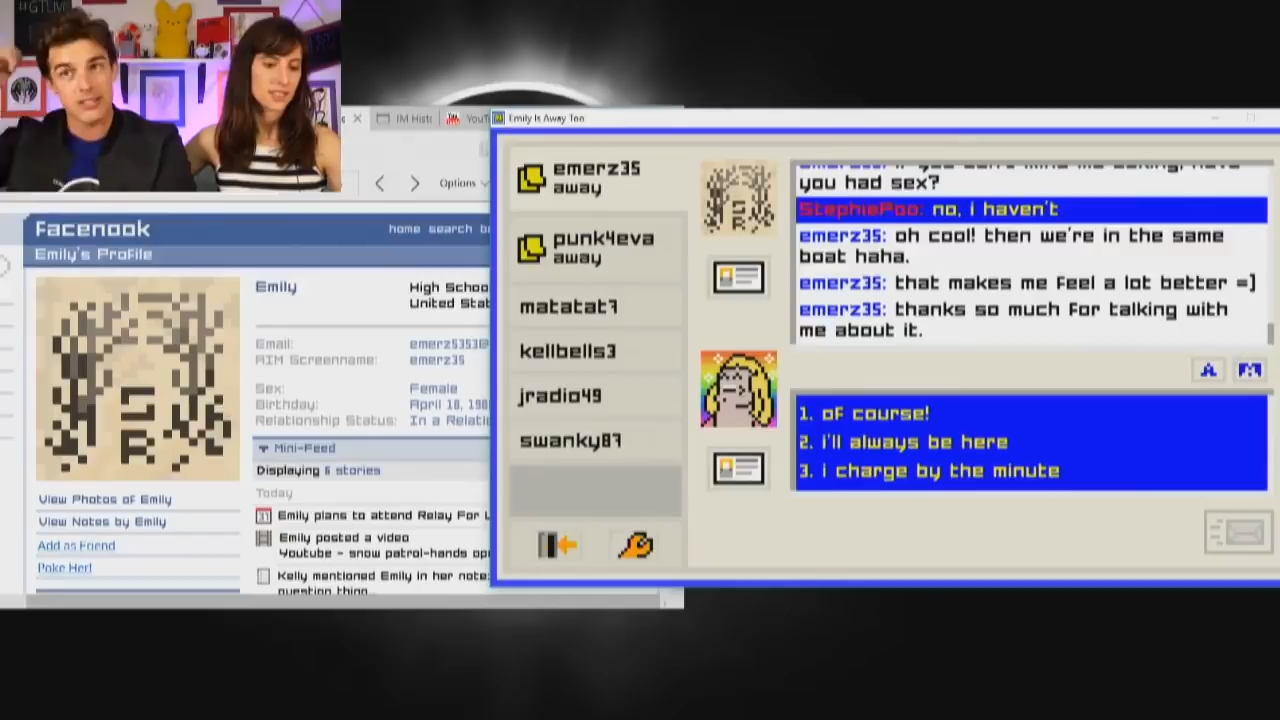 #GTLM
IM Histo
YouT
Options
Facenook
home search b
Emily's Profile
Emily
High Schoo
United Stat
Email:
emerz5353@
AIM Screenname:
emerz35
Sex:
Female
Birthday:
April 18, 198
Relationship Status:
In a Relati
Mini-Feed
Displaying 6 stories
Today
Emily plans to attend Relay For L
Emily posted a video
Youtube - snow patrol-hands op
Kelly mentioned Emily in her note:
question thing...
View Photos of Emily
View Notes by Emily
Add as Friend
Poke Her!
Emily Is Away Too
emerz35
away
punk4eva
away
matatat7
kellbells3
jradio49
swanky87
you had sex?
StephiePoo: no, i haven't
emerz35: oh cool! then we're in the same
boat haha.
emerz35: that makes me feel a lot better =]
emerz35: thanks so much for talking with
me about it.
A
1. of course!
2. i'll always be here
3. i charge by the minute